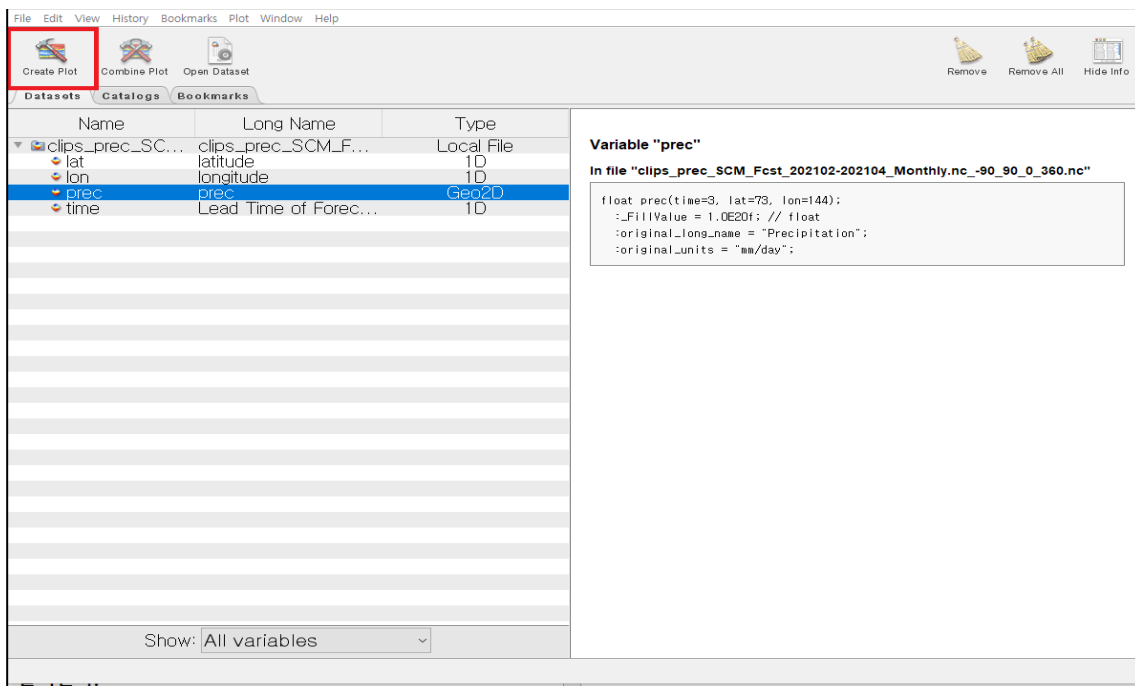 File Edit View History Bookmarks Plot Window Help
Create Plot Combine Plot Open Dataset Remove Remove All Hide Info
Datasets Catalogs Bookmarks
Name Long Name Type
clips_prec_SC... clips_prec_SCM_F... Local File
lat latitude 1D
lon longitude 1D
prec prec Geo2D
time Lead Time of Forec... 1D
Variable "prec"
In file "clips_prec_SCM_Fcst_202102-202104_Monthly.nc_-90_90_0_360.nc"
float prec(time=3, lat=73, lon=144);
:_FillValue = 1.0E20f; // float
:original_long_name = "Precipitation";
:original_units = "mm/day";
Show: All variables